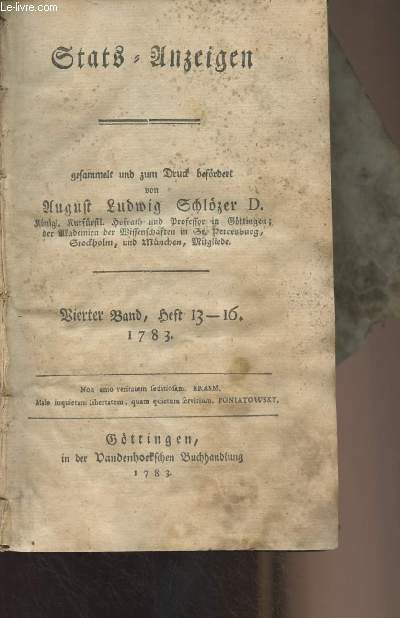 Le-livre.com
Stats-Anzeigen
gesammelt und zum Druck befördert
von
August Ludwig Schlözer D.
Königl. Kurfürstl. Hofrath und Professor in Göttingen;
der Akademien der Wissenschaften in St. Petersburg,
Stockholm, und München, Mitgliede.
Vierter Band, Heft 13—16.
1783.
Non amo veritatem seditiosam. ERASM.
Malo inquietam libertatem, quam quietum servitium. PONIATOWSKY.
Göttingen,
in der Vandenhoekschen Buchhandlung
1783.